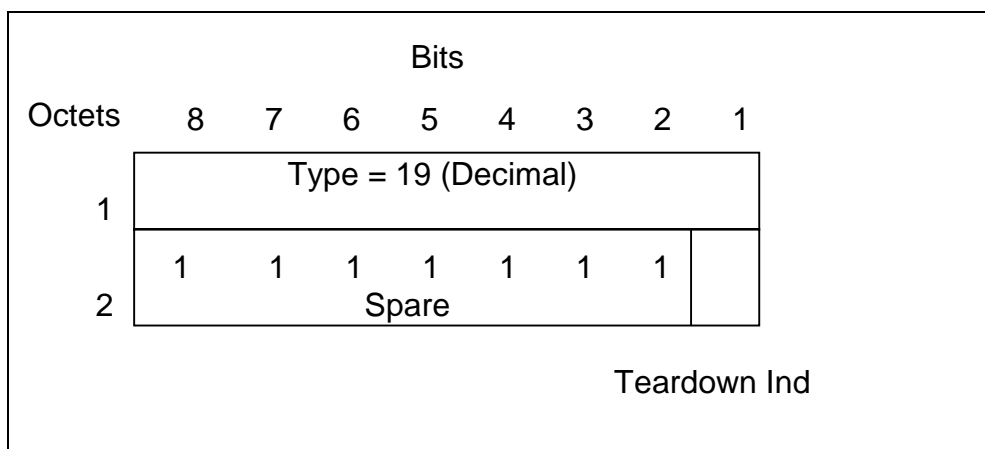 Bits
Octets 8 7 6 5 4 3 2 1
Type = 19 (Decimal)
1
1 1 1 1 1 1 1
2 Spare
Teardown Ind